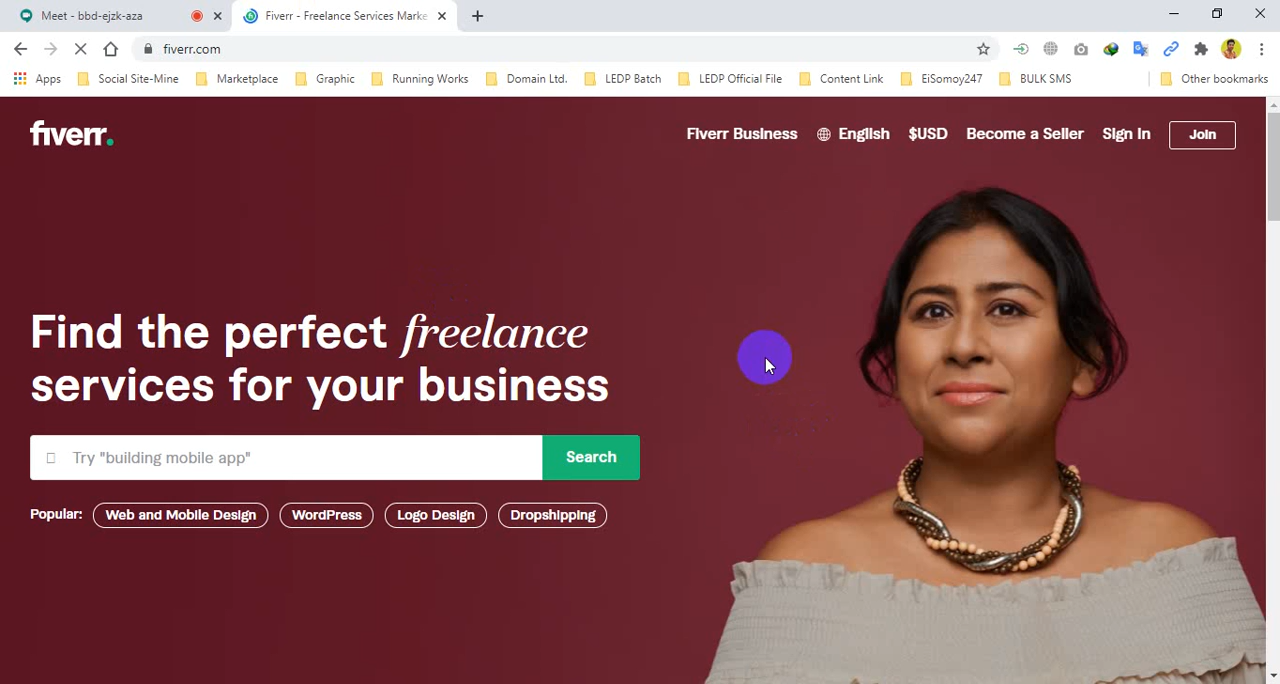 Meet - bbd-ejzk-aza
Fiverr - Freelance Services Marke
fiverr.com
Apps
Social Site-Mine
Marketplace
Graphic
Running Works
Domain Ltd.
LEDP Batch
LEDP Official File
Content Link
EiSomoy247
BULK SMS
Other bookmarks
fiverr.
Fiverr Business
English
$USD
Become a Seller
Sign In
Join
Find the perfect freelance
services for your business
Try "building mobile app"
Search
Popular:
Web and Mobile Design
WordPress
Logo Design
Dropshipping